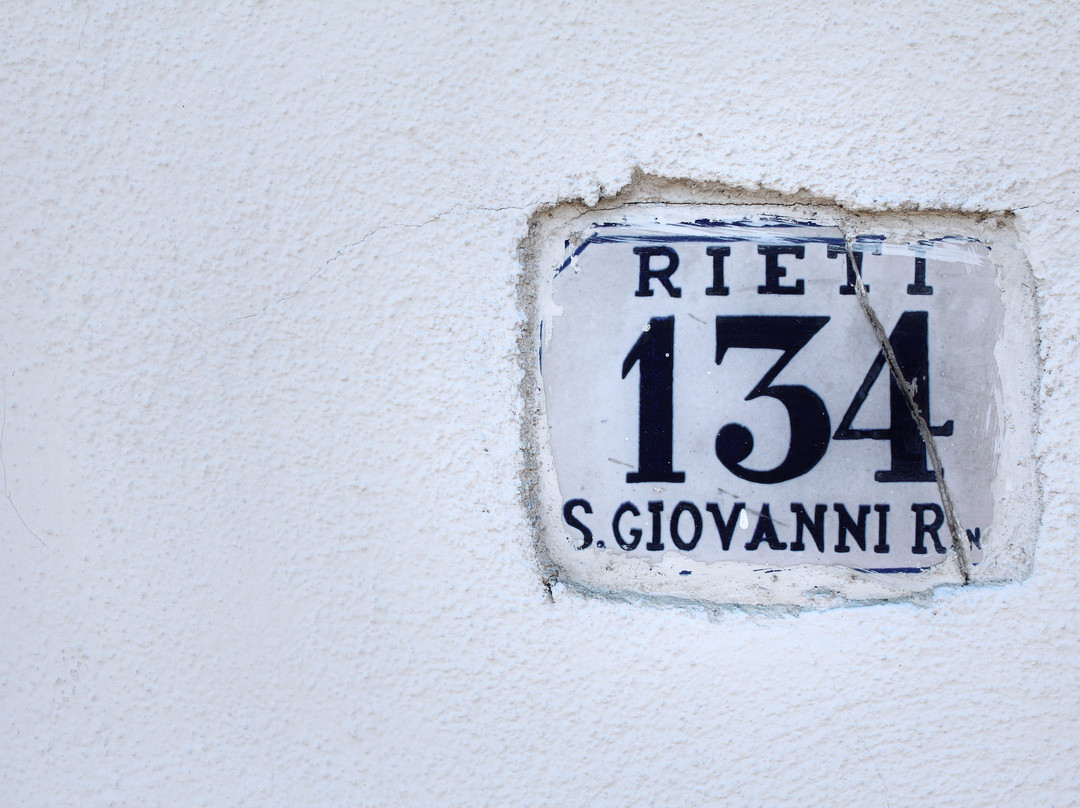 RIETI
134
S. GIOVANNI R N